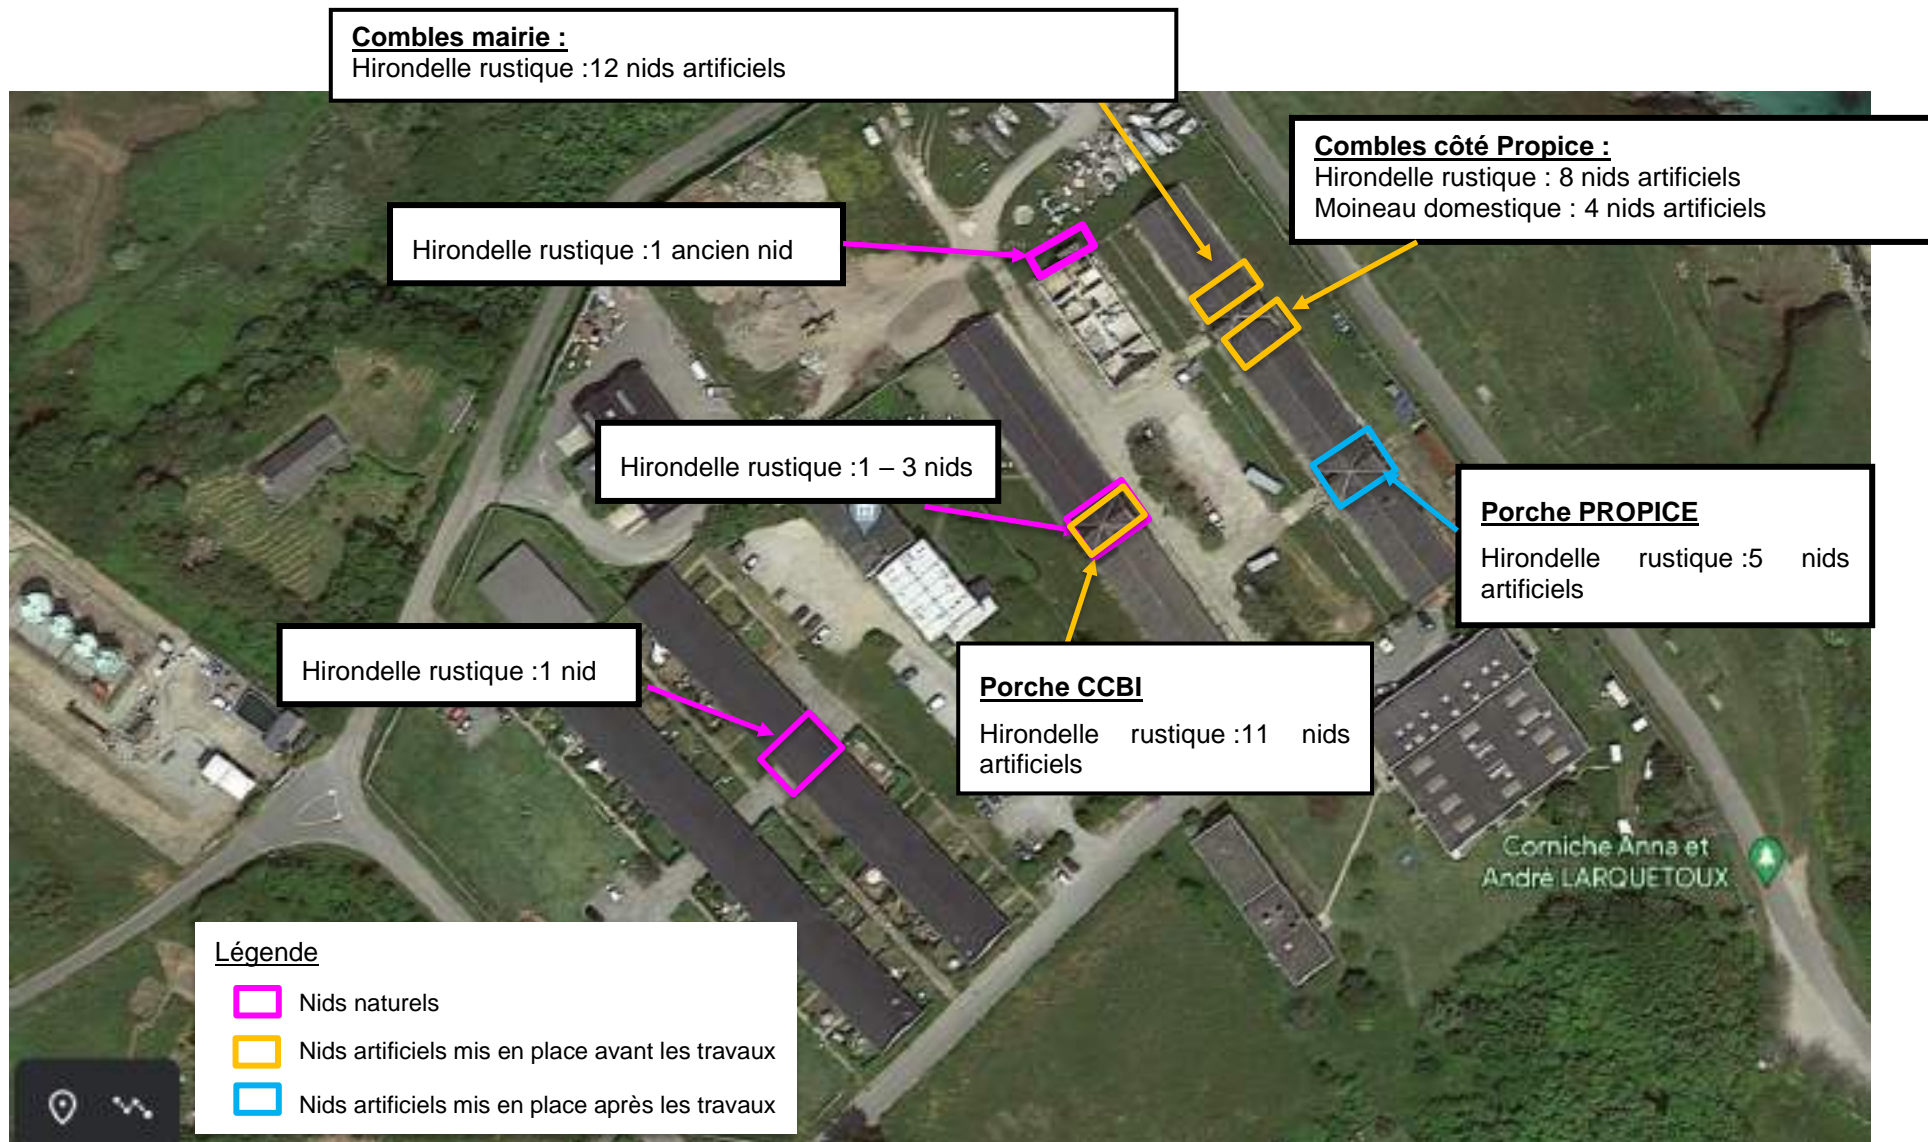 Combles mairie :
Hirondelle rustique :12 nids artificiels
Combles côté Propice :
Hirondelle rustique : 8 nids artificiels
Moineau domestique : 4 nids artificiels
Hirondelle rustique :1 ancien nid
Hirondelle rustique :1 – 3 nids
Porche PROPICE
Hirondelle rustique :5 nids
artificiels
Hirondelle rustique :1 nid
Porche CCBI
Hirondelle rustique :11 nids
artificiels
Corniche Anna et
André LARQUETOUX
Légende
Nids naturels
Nids artificiels mis en place avant les travaux
Nids artificiels mis en place après les travaux